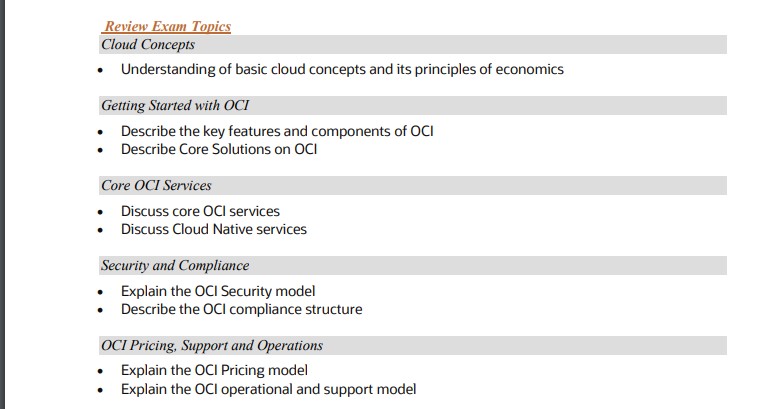 Review Exam Topics
Cloud Concepts
• Understanding of basic cloud concepts and its principles of economics
Getting Started with OCI
• Describe the key features and components of OCI
• Describe Core Solutions on OCI
Core OCI Services
• Discuss core OCI services
• Discuss Cloud Native services
Security and Compliance
• Explain the OCI Security model
• Describe the OCI compliance structure
OCI Pricing, Support and Operations
• Explain the OCI Pricing model
• Explain the OCI operational and support model